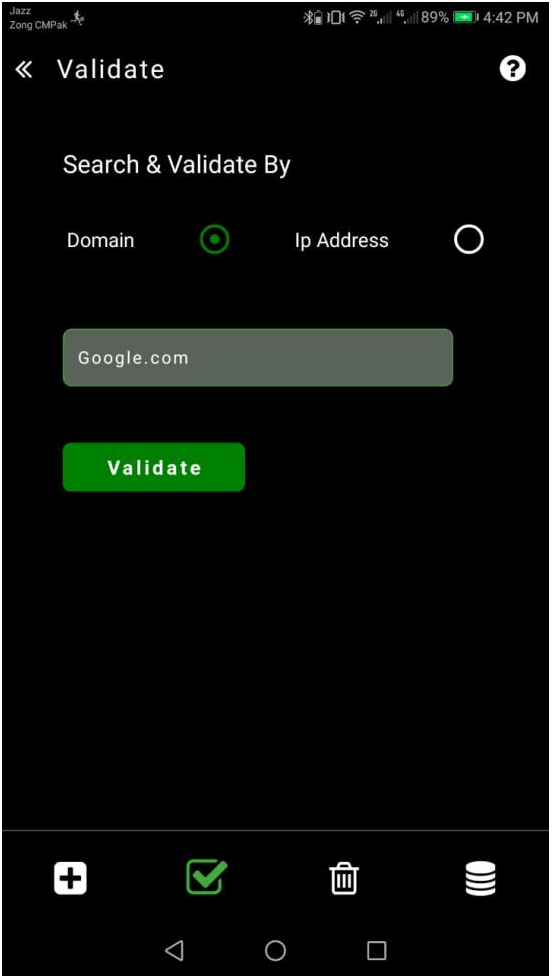 Jazz
Zong CMPak 2G 4G 89% 4:42 PM
Validate ?
Search & Validate By
Domain Ip Address
Google.com
Validate